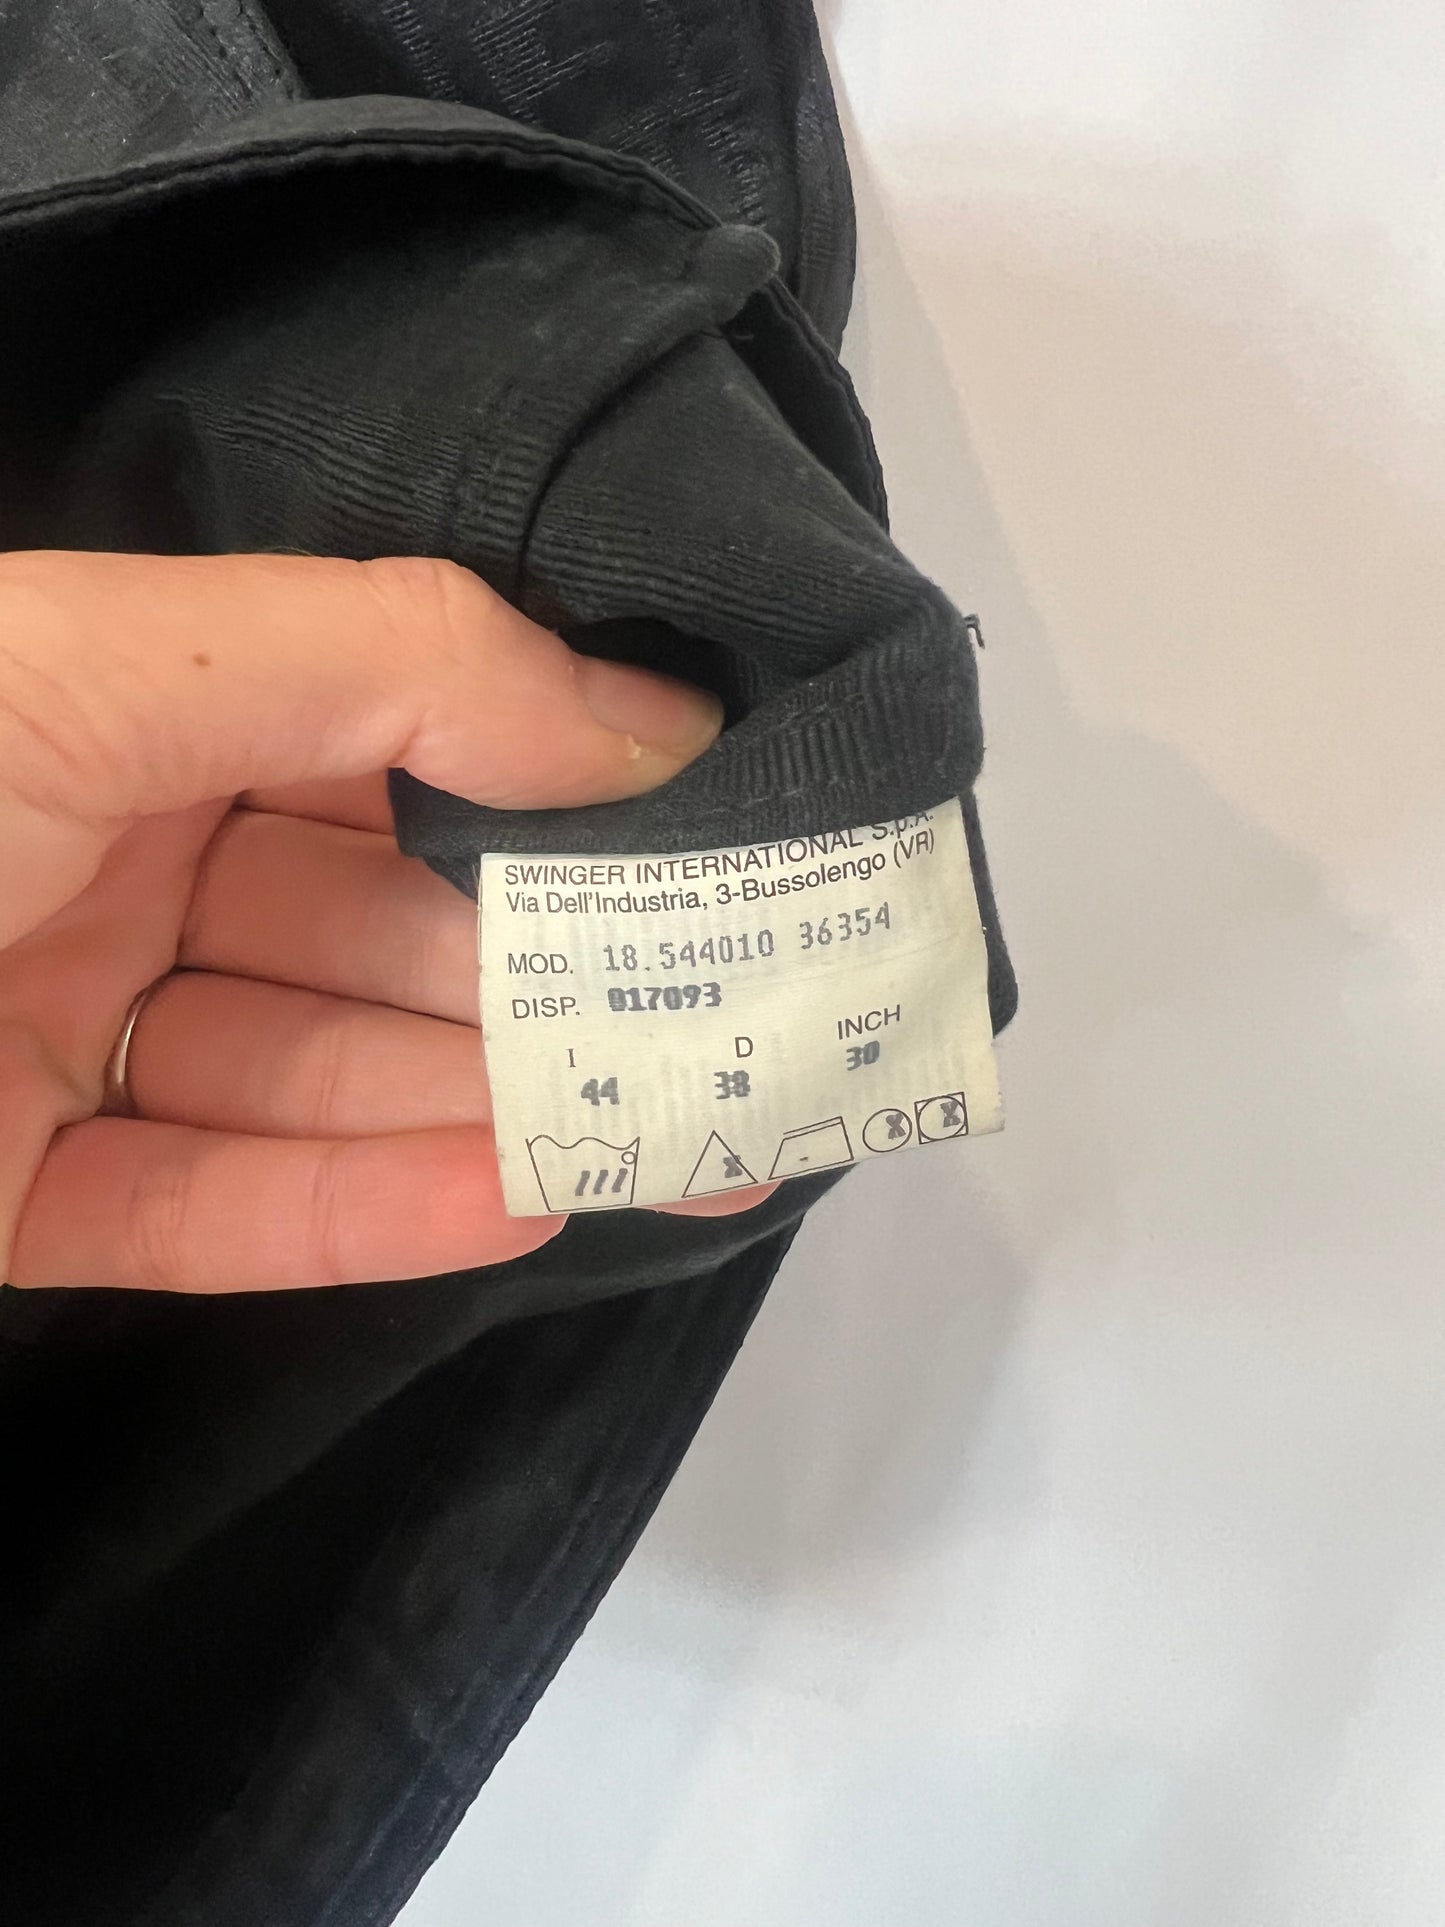 SWINGER INTERNATIONAL S.p.A.
Via Dell'Industria, 3-Bussolengo (VR)
MOD. 18.544010 36354
DISP. 017093
I D INCH
44 38 30
X X X